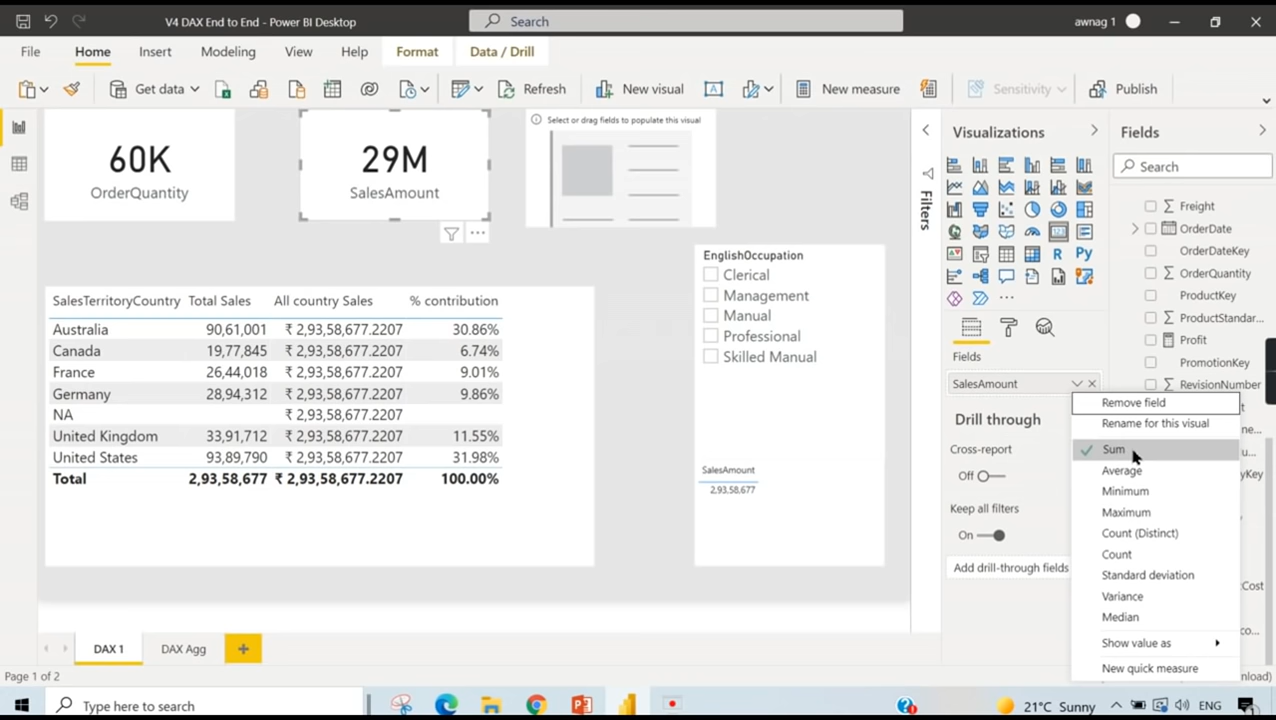 V4 DAX End to End - Power BI Desktop
Search
awnag 1
File Home Insert Modeling View Help Format Data / Drill
Get data Refresh New visual New measure Sensitivity Publish
60K
OrderQuantity
29M
SalesAmount
Select or drag fields to populate this visual
SalesTerritoryCountry Total Sales All country Sales % contribution
Australia 90,61,001 ₹ 2,93,58,677.2207 30.86%
Canada 19,77,845 ₹ 2,93,58,677.2207 6.74%
France 26,44,018 ₹ 2,93,58,677.2207 9.01%
Germany 28,94,312 ₹ 2,93,58,677.2207 9.86%
NA ₹ 2,93,58,677.2207
United Kingdom 33,91,712 ₹ 2,93,58,677.2207 11.55%
United States 93,89,790 ₹ 2,93,58,677.2207 31.98%
Total 2,93,58,677 ₹ 2,93,58,677.2207 100.00%
EnglishOccupation
Clerical
Management
Manual
Professional
Skilled Manual
SalesAmount
2,93,58,677
Filters
Visualizations
R Py
Fields
SalesAmount
Drill through
Cross-report
Off
Keep all filters
On
Add drill-through fields
Remove field
Rename for this visual
Sum
Average
Minimum
Maximum
Count (Distinct)
Count
Standard deviation
Variance
Median
Show value as
New quick measure
Fields
Search
Freight
OrderDate
OrderDateKey
OrderQuantity
ProductKey
ProductStandar...
Profit
PromotionKey
RevisionNumber
t
ne...
u...
yKey
Cost
co...
nload)
DAX 1 DAX Agg
Page 1 of 2
Type here to search
21°C Sunny
ENG